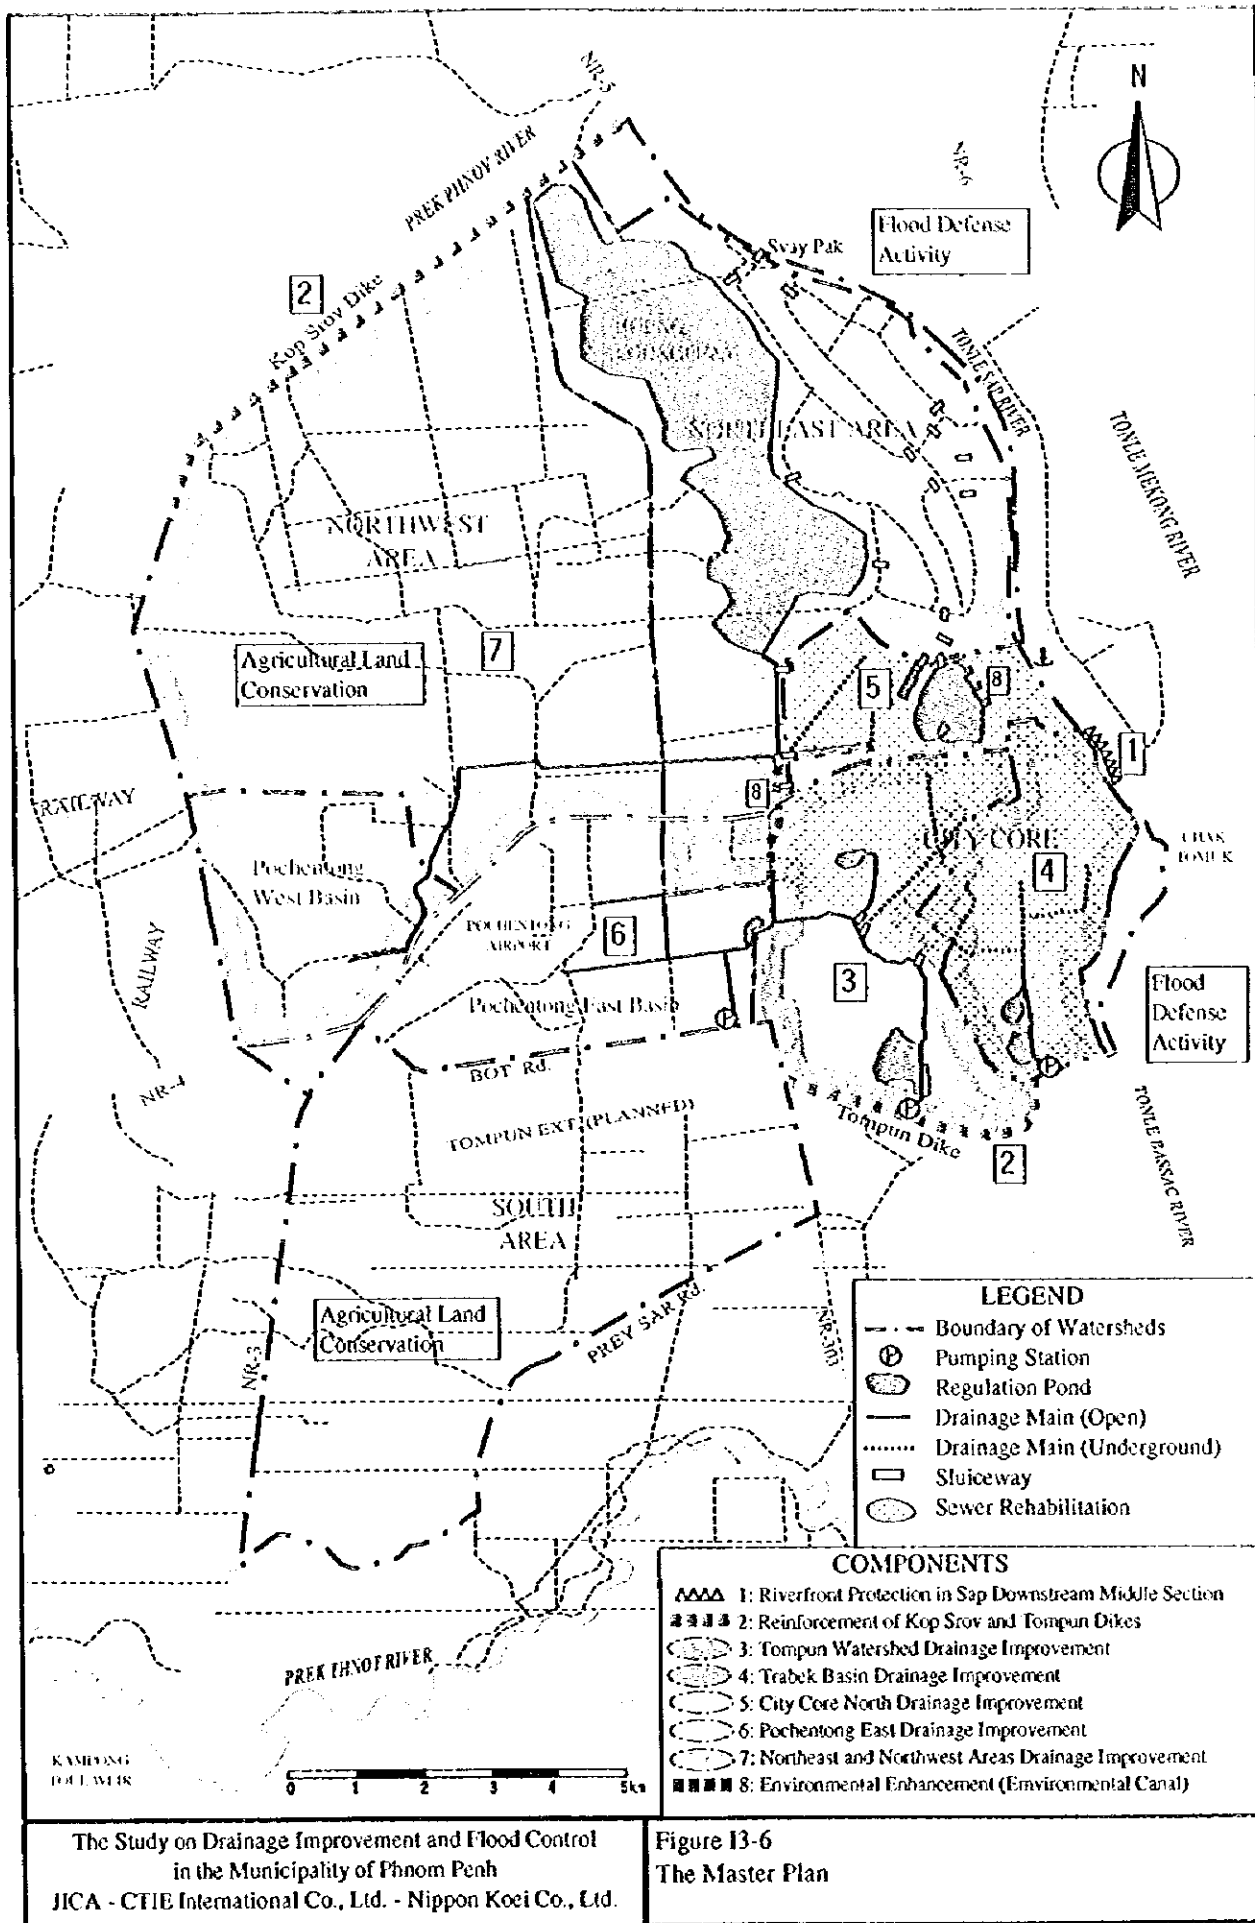 NR-5
N
PREK PHNOV RIVER
NR-6
Flood Defense
Activity
Svay Pak
2
Kop Srov Dike
BOENG
TONLE SAP RIVER
NORTHEAST AREA
TONLE MEKONG RIVER
NORTHWEST
AREA
Agricultural Land
Conservation
7
5
8
1
RAILWAY
8
CITY CORE
CHAK
TOMUK
Pochentong
West Basin
4
POCHENTONG
AIRPORT
6
RAILWAY
3
Flood
Defense
Activity
Pochentong East Basin
P
P
P
P
BOT Rd.
NR-4
TOMPUN EXT. (PLANNED)
Tompun Dike
2
TONLE BASSAC RIVER
SOUTH
AREA
Agricultural Land
Conservation
PREY SAR Rd.
NR-303
NR-3
LEGEND
Boundary of Watersheds
P Pumping Station
Regulation Pond
Drainage Main (Open)
Drainage Main (Underground)
Sluiceway
Sewer Rehabilitation
COMPONENTS
1: Riverfront Protection in Sap Downstream Middle Section
2: Reinforcement of Kop Srov and Tompun Dikes
3: Tompun Watershed Drainage Improvement
4: Trabek Basin Drainage Improvement
5: City Core North Drainage Improvement
6: Pochentong East Drainage Improvement
7: Northeast and Northwest Areas Drainage Improvement
8: Environmental Enhancement (Emvironmental Canal)
PREK THNOT RIVER
KAMPONG
TOUL WEIR
0 1 2 3 4 5km
The Study on Drainage Improvement and Flood Control
in the Municipality of Phnom Penh
JICA - CTIE International Co., Ltd. - Nippon Koei Co., Ltd.
Figure I3-6
The Master Plan